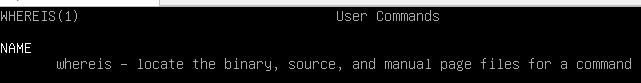 WHEREIS(1) User Commands
NAME
whereis – locate the binary, source, and manual page files for a command